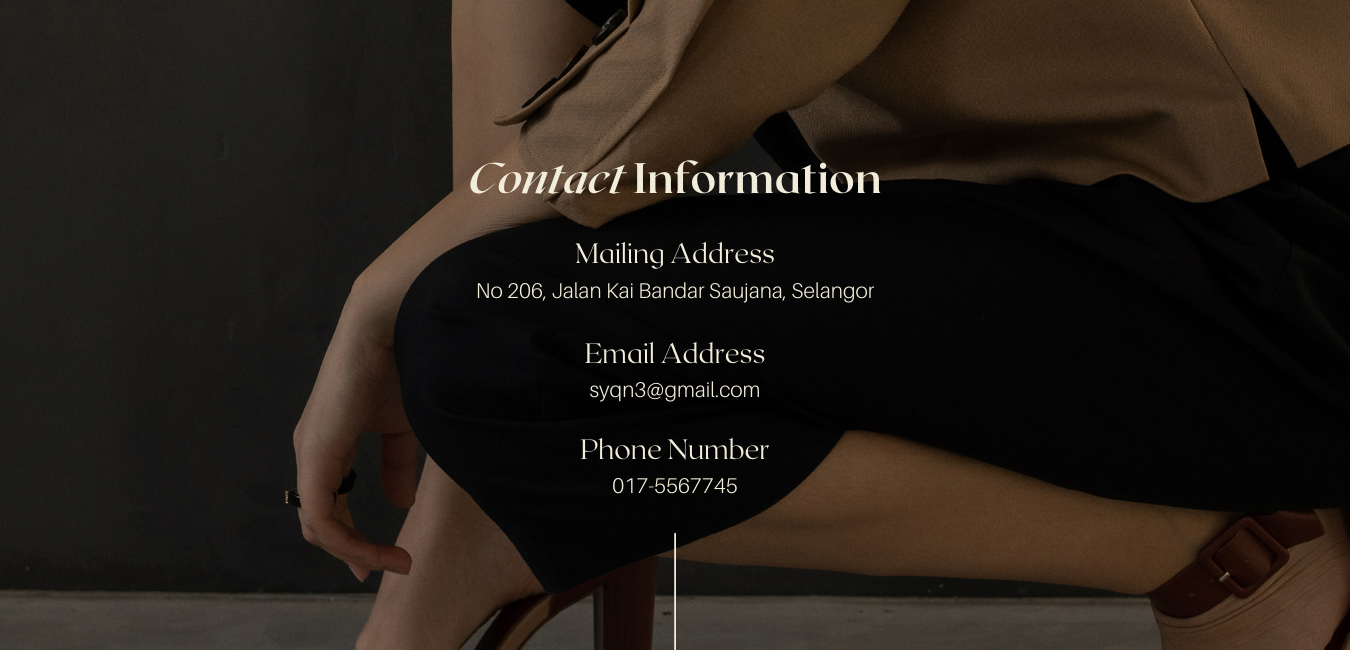 Contact Information
Mailing Address
No 206, Jalan Kai Bandar Saujana, Selangor
Email Address
syqn3@gmail.com
Phone Number
017-5567745